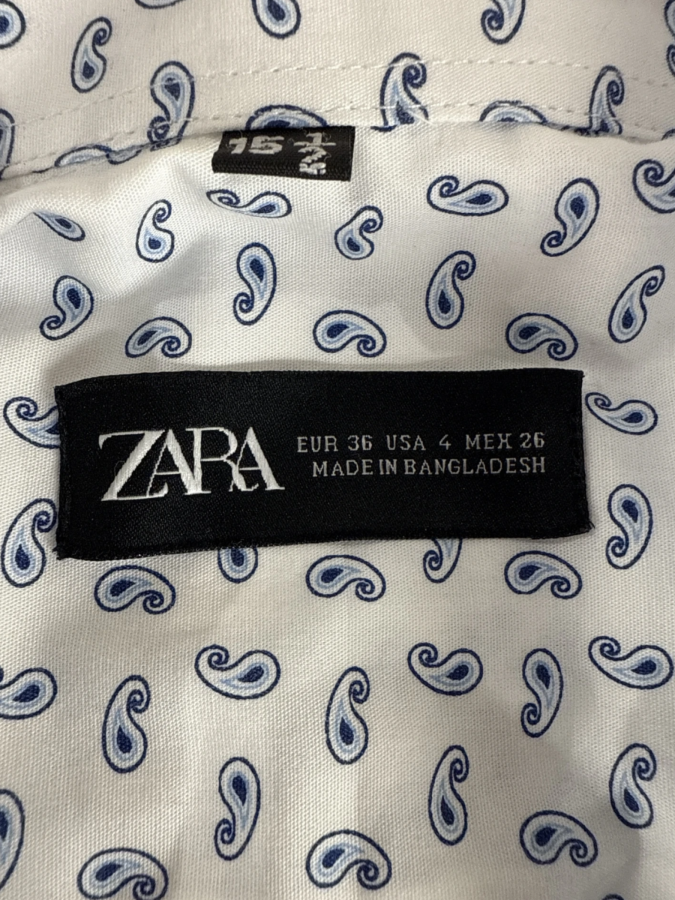 15 1/2
ZARA
EUR 36 USA 4 MEX 26
MADE IN BANGLADESH